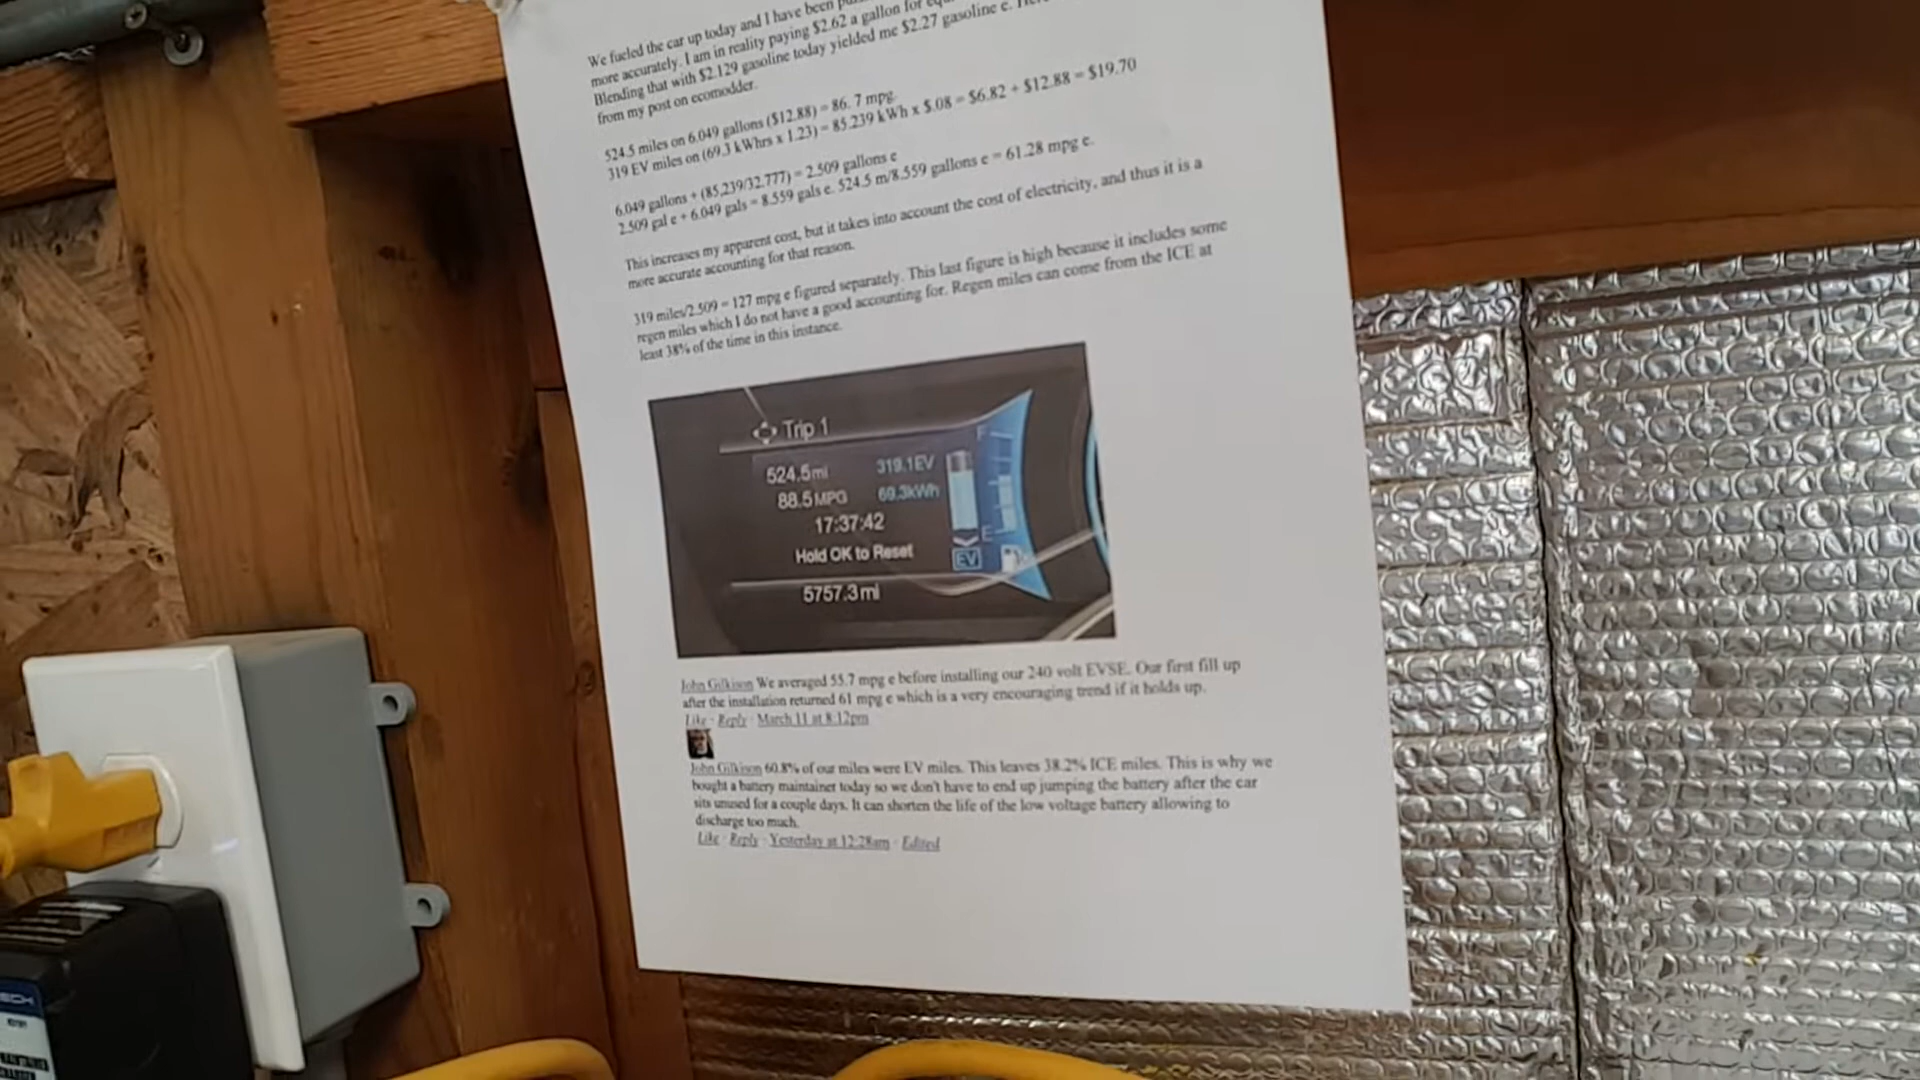 We fueled the car up today and I have been
more accurately. I am in reality paying $2.62 a gallon for
Blending that with $2.129 gasoline today yielded me $2.27 gasoline e.
from my post on ecomodder.
524.5 miles on 6.049 gallons ($12.88) = 86. 7 mpg.
319 EV miles on (69.3 kWhrs x 1.23) = 85.239 kWh x $.08 = $6.82 + $12.88 = $19.70
6.049 gallons + (85.239/32.777) = 2.509 gallons e
2.509 gal e + 6.049 gals = 8.559 gals e. 524.5 m/8.559 gallons e = 61.28 mpg e.
This increases my apparent cost, but it takes into account the cost of electricity, and thus it is a
more accurate accounting for that reason.
319 miles/2.509 = 127 mpg e figured separately. This last figure is high because it includes some
regen miles which I do not have a good accounting for. Regen miles can come from the ICE at
least 38% of the time in this instance.
Trip 1
524.5mi 319.1EV
88.5MPG 69.3kWh
17:37:42
Hold OK to Reset
5757.3mi
F
E
EV
John Gilkison We averaged 55.7 mpg e before installing our 240 volt EVSE. Our first fill up
after the installation returned 61 mpg e which is a very encouraging trend if it holds up.
Like · Reply · March 11 at 8:12pm
John Gilkison 60.8% of our miles were EV miles. This leaves 38.2% ICE miles. This is why we
bought a battery maintainer today so we don't have to end up jumping the battery after the car
sits unused for a couple days. It can shorten the life of the low voltage battery allowing to
discharge too much.
Like · Reply · Yesterday at 12:28am · Edited